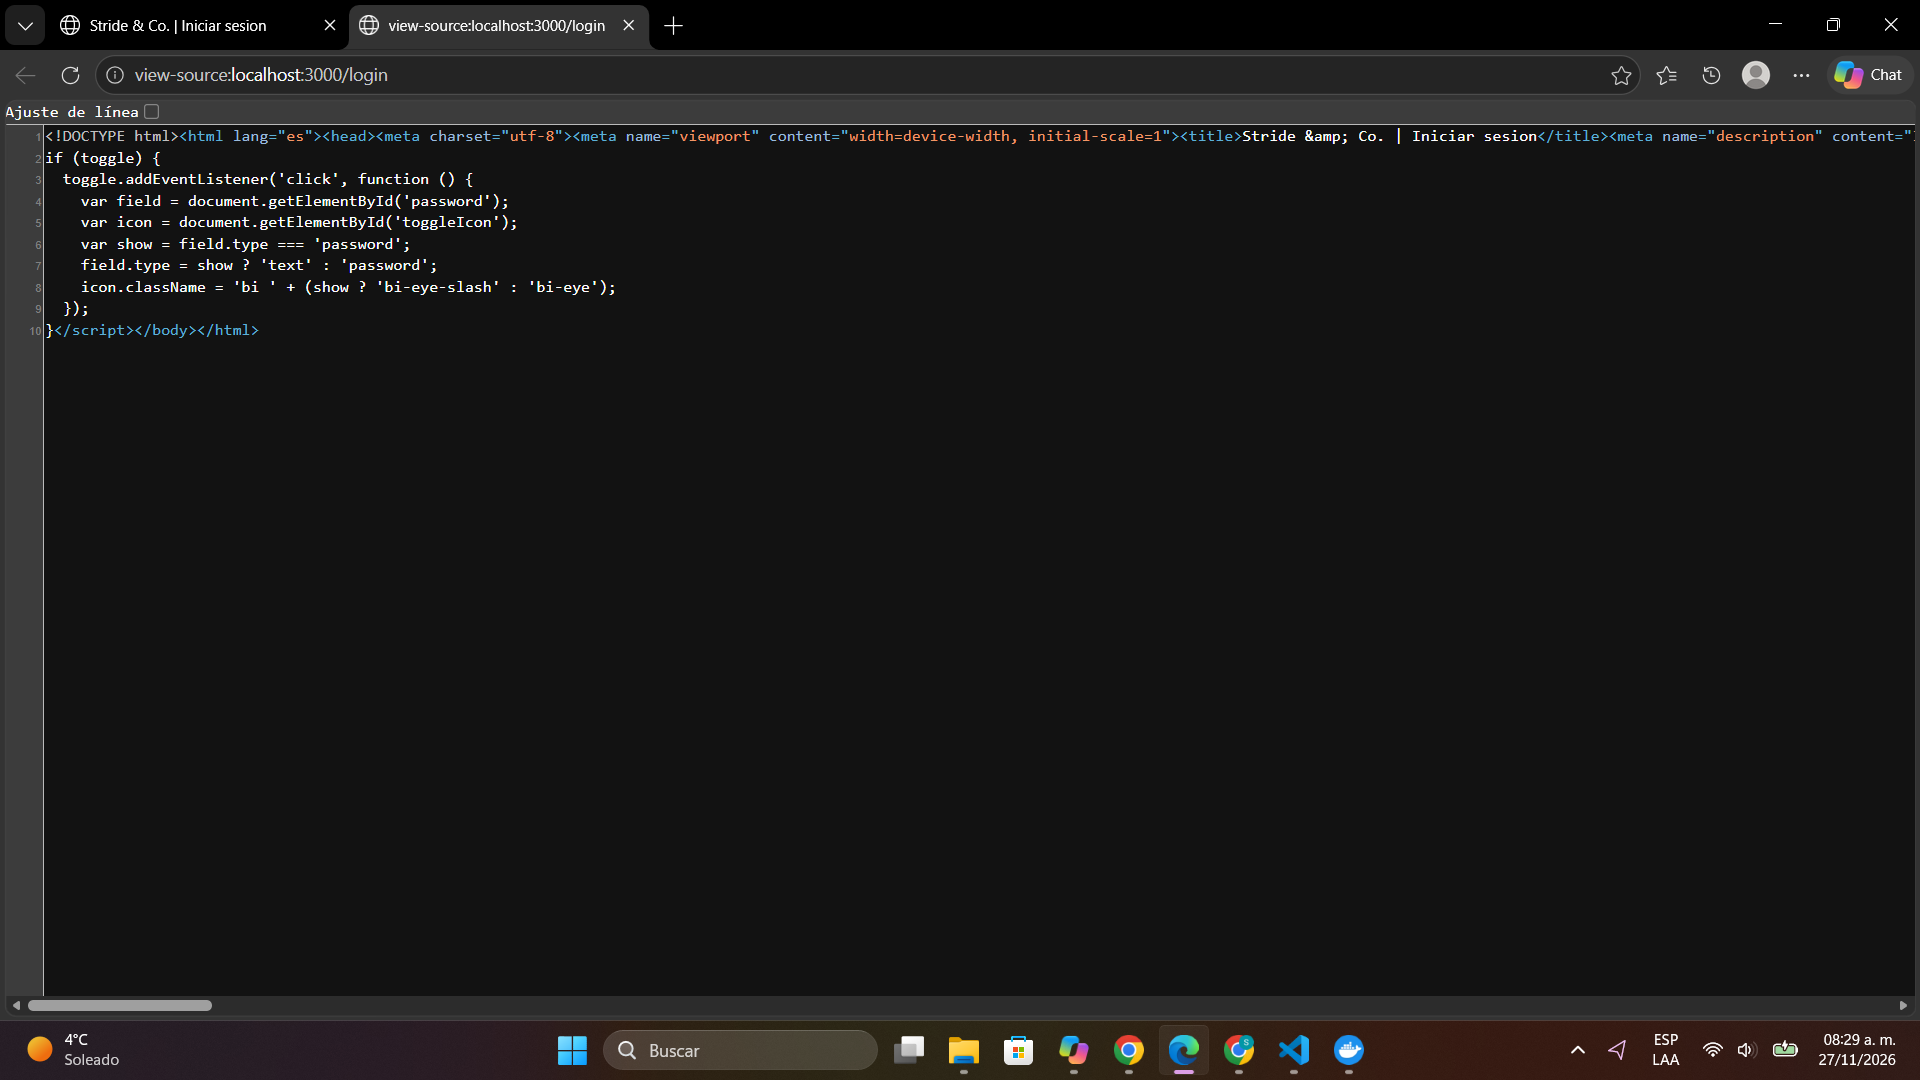 Stride & Co. | Iniciar sesion
view-source:localhost:3000/login
view-source:localhost:3000/login
Chat
Ajuste de línea
1 <!DOCTYPE html><html lang="es"><head><meta charset="utf-8"><meta name="viewport" content="width=device-width, initial-scale=1"><title>Stride &amp; Co. | Iniciar sesion</title><meta name="description" content="
2 if (toggle) {
3   toggle.addEventListener('click', function () {
4     var field = document.getElementById('password');
5     var icon = document.getElementById('toggleIcon');
6     var show = field.type === 'password';
7     field.type = show ? 'text' : 'password';
8     icon.className = 'bi ' + (show ? 'bi-eye-slash' : 'bi-eye');
9   });
10 }</script></body></html>
4°C
Soleado
Buscar
S
ESP
LAA
08:29 a. m.
27/11/2026